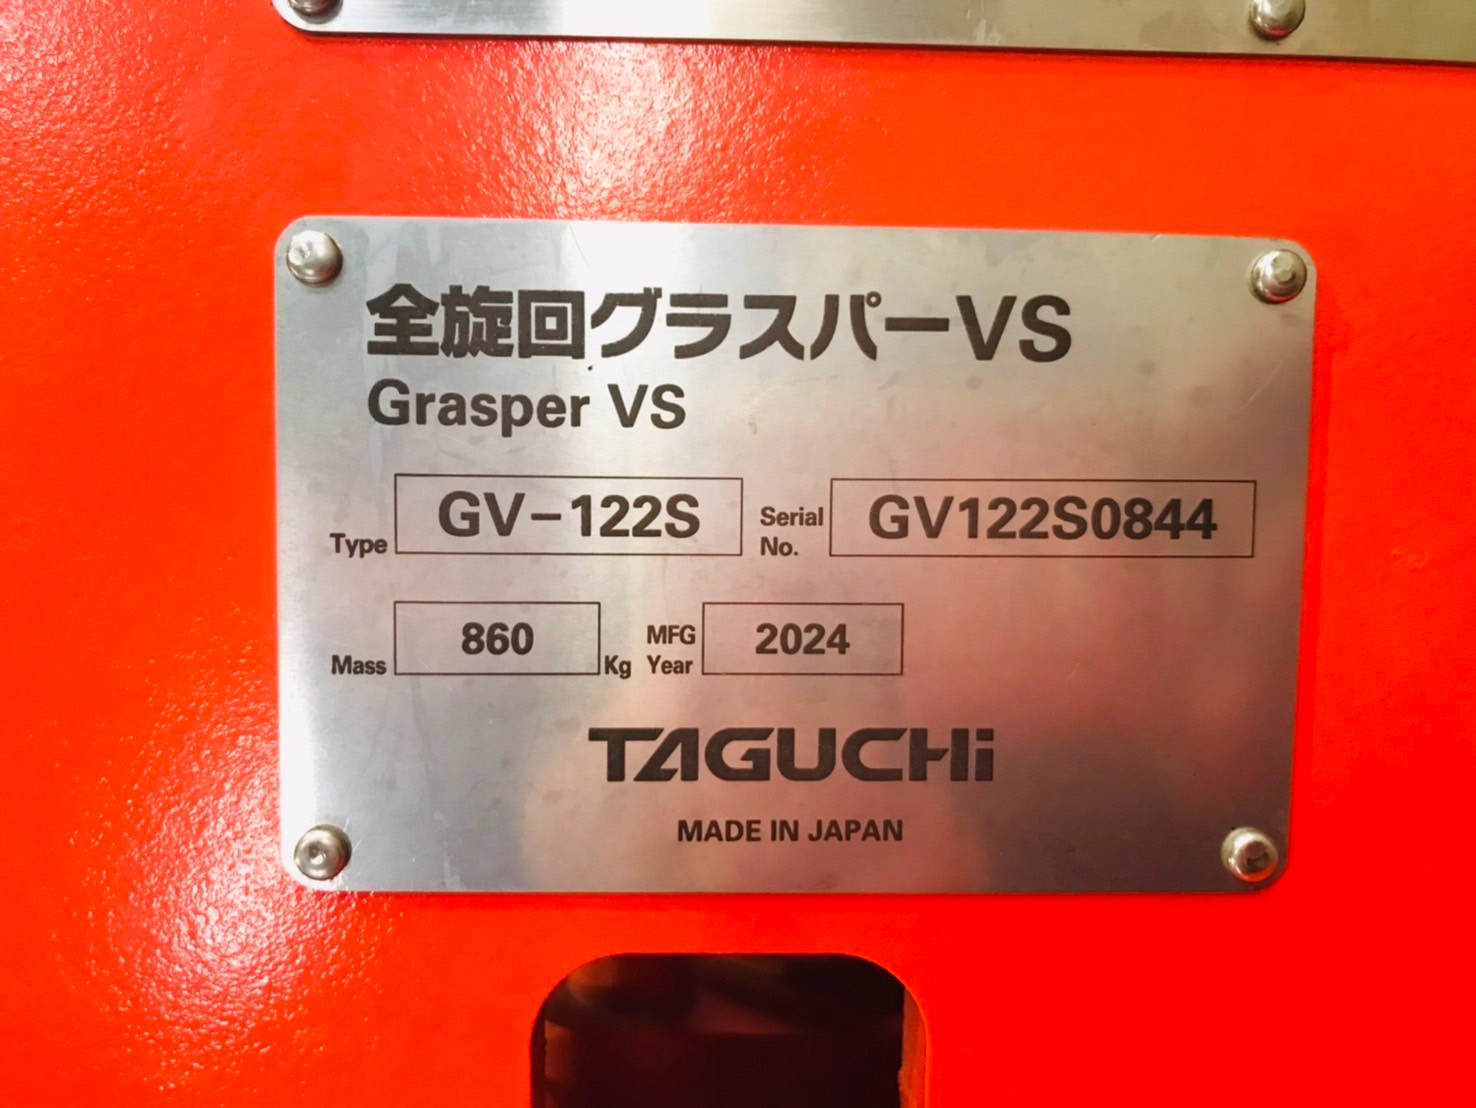 全旋回グラスパーVS
Grasper VS
Type GV-122S Serial No. GV122S0844
Mass 860 Kg MFG Year 2024
TAGUCHi
MADE IN JAPAN